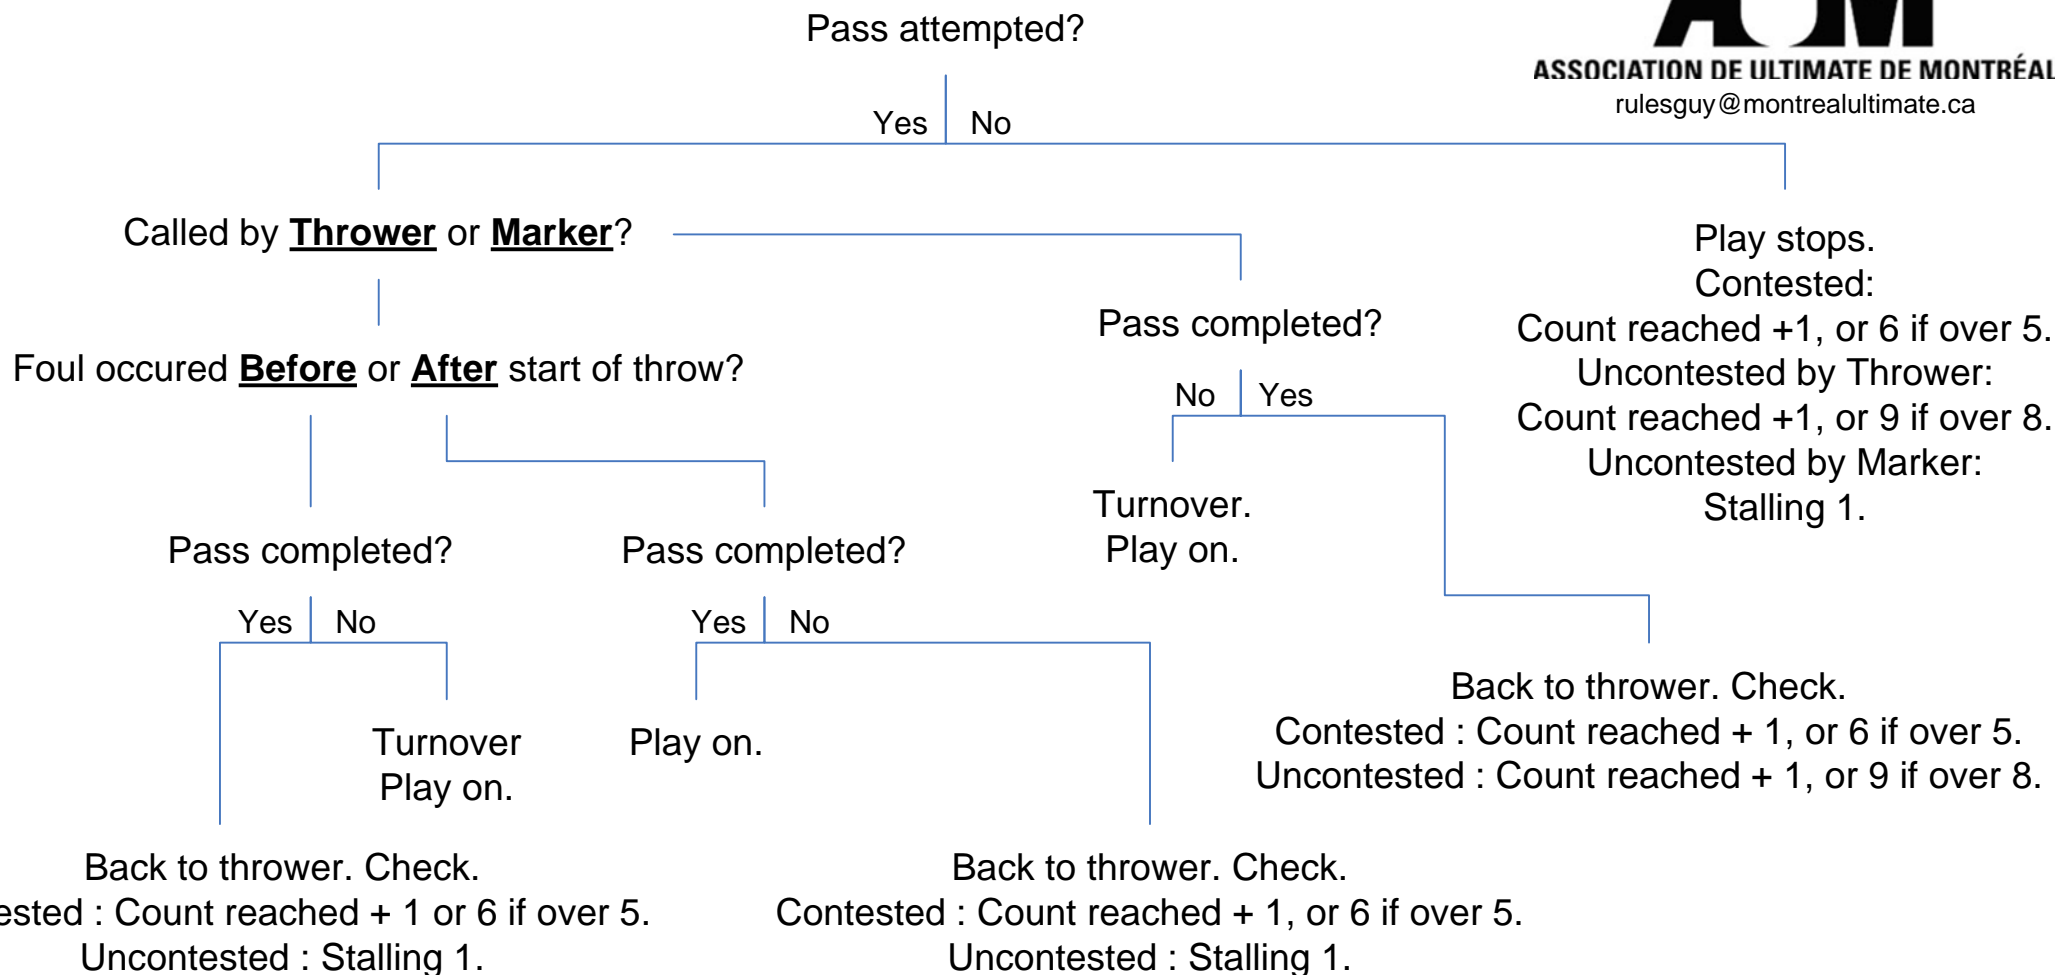 Pass attempted?
AUM
ASSOCIATION DE ULTIMATE DE MONTRÉAL
rulesguy@montrealultimate.ca
Yes No
Called by Thrower or Marker?
Play stops.
Contested:
Count reached +1, or 6 if over 5.
Uncontested by Thrower:
Count reached +1, or 9 if over 8.
Uncontested by Marker:
Stalling 1.
Pass completed?
No Yes
Foul occured Before or After start of throw?
Turnover.
Play on.
Pass completed?
Yes No
Pass completed?
Yes No
Back to thrower. Check.
Contested : Count reached + 1, or 6 if over 5.
Uncontested : Count reached + 1, or 9 if over 8.
Turnover
Play on.
Play on.
Back to thrower. Check.
ested : Count reached + 1 or 6 if over 5.
Uncontested : Stalling 1.
Back to thrower. Check.
Contested : Count reached + 1, or 6 if over 5.
Uncontested : Stalling 1.